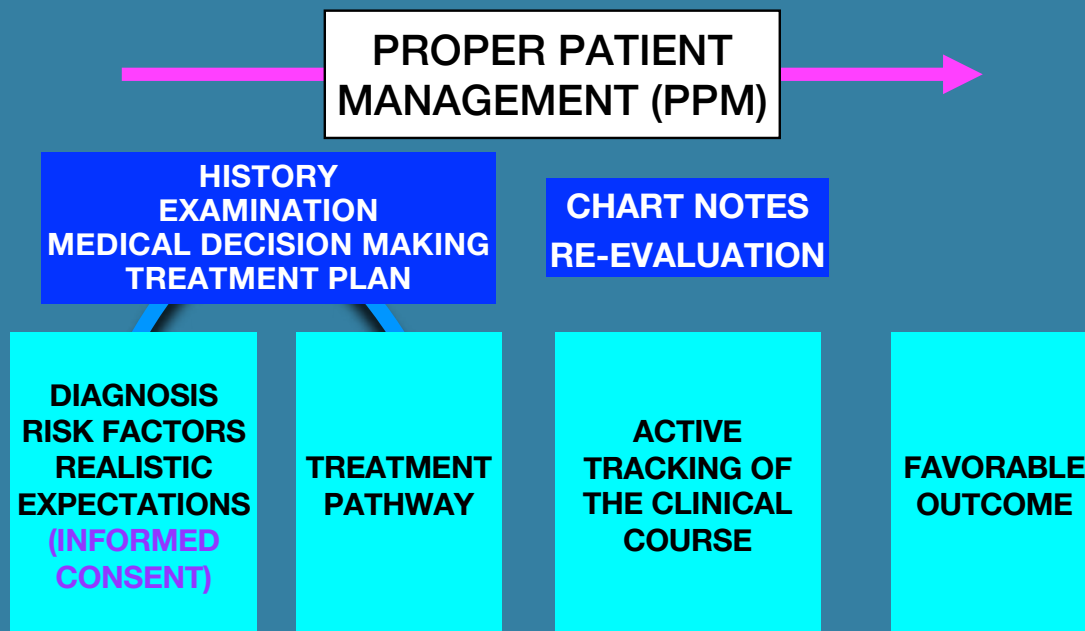 PROPER PATIENT
MANAGEMENT (PPM)
HISTORY
EXAMINATION
MEDICAL DECISION MAKING
TREATMENT PLAN
CHART NOTES
RE-EVALUATION
DIAGNOSIS
RISK FACTORS
REALISTIC
EXPECTATIONS
(INFORMED
CONSENT)
TREATMENT
PATHWAY
ACTIVE
TRACKING OF
THE CLINICAL
COURSE
FAVORABLE
OUTCOME